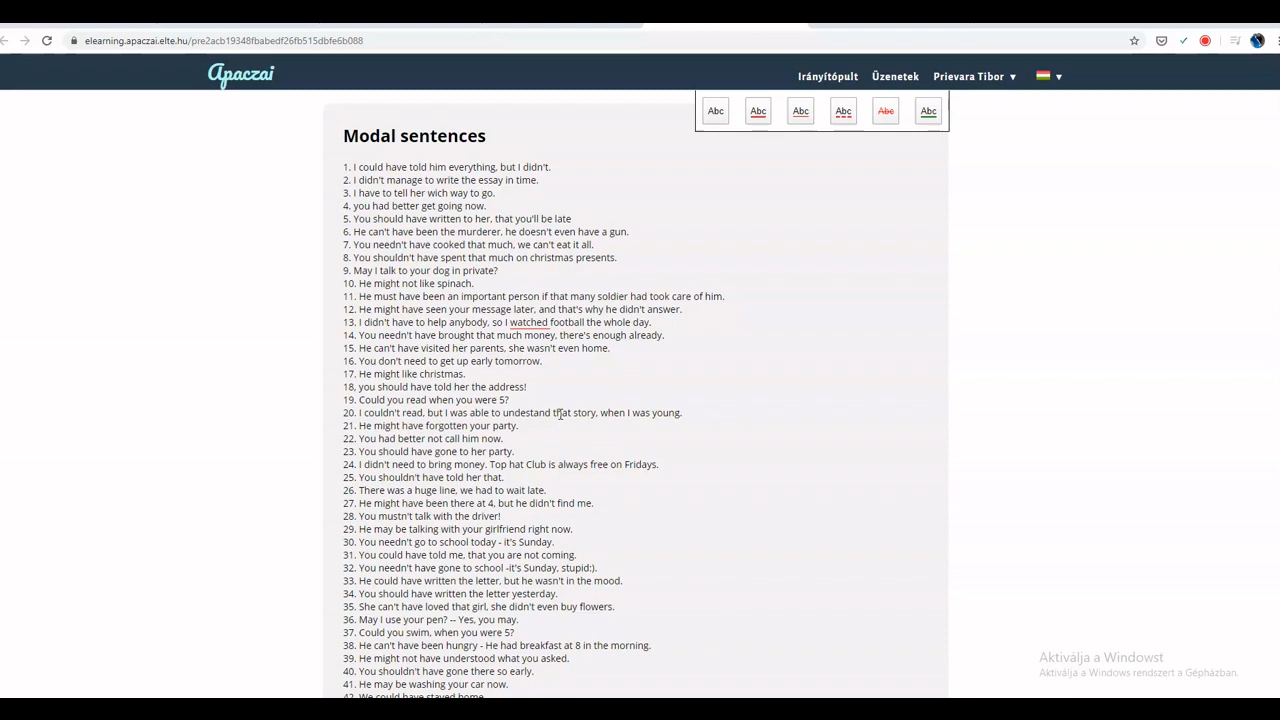 elearning.apaczai.elte.hu/pre2acb19348fbabedf26fb515dbfe6b088
Apaczai
Irányítópult Üzenetek Prievara Tibor ▼ ▼
Abc Abc Abc Abc Abc Abc
Modal sentences
1. I could have told him everything, but I didn't.
2. I didn't manage to write the essay in time.
3. I have to tell her wich way to go.
4. you had better get going now.
5. You should have written to her, that you'll be late
6. He can't have been the murderer, he doesn't even have a gun.
7. You needn't have cooked that much, we can't eat it all.
8. You shouldn't have spent that much on christmas presents.
9. May I talk to your dog in private?
10. He might not like spinach.
11. He must have been an important person if that many soldier had took care of him.
12. He might have seen your message later, and that's why he didn't answer.
13. I didn't have to help anybody, so I watched football the whole day.
14. You needn't have brought that much money, there's enough already.
15. He can't have visited her parents, she wasn't even home.
16. You don't need to get up early tomorrow.
17. He might like christmas.
18, you should have told her the address!
19. Could you read when you were 5?
20. I couldn't read, but I was able to undestand that story, when I was young.
21. He might have forgotten your party.
22. You had better not call him now.
23. You should have gone to her party.
24. I didn't need to bring money. Top hat Club is always free on Fridays.
25. You shouldn't have told her that.
26. There was a huge line, we had to wait late.
27. He might have been there at 4, but he didn't find me.
28. You mustn't talk with the driver!
29. He may be talking with your girlfriend right now.
30. You needn't go to school today - it's Sunday.
31. You could have told me, that you are not coming.
32. You needn't have gone to school -it's Sunday, stupid:).
33. He could have written the letter, but he wasn't in the mood.
34. You should have written the letter yesterday.
35. She can't have loved that girl, she didn't even buy flowers.
36. May I use your pen? -- Yes, you may.
37. Could you swim, when you were 5?
38. He can't have been hungry - He had breakfast at 8 in the morning.
39. He might not have understood what you asked.
40. You shouldn't have gone there so early.
41. He may be washing your car now.
42. We could have stayed home.
Aktiválja a Windowst
Aktiválja a Windows rendszert a Gépházban.